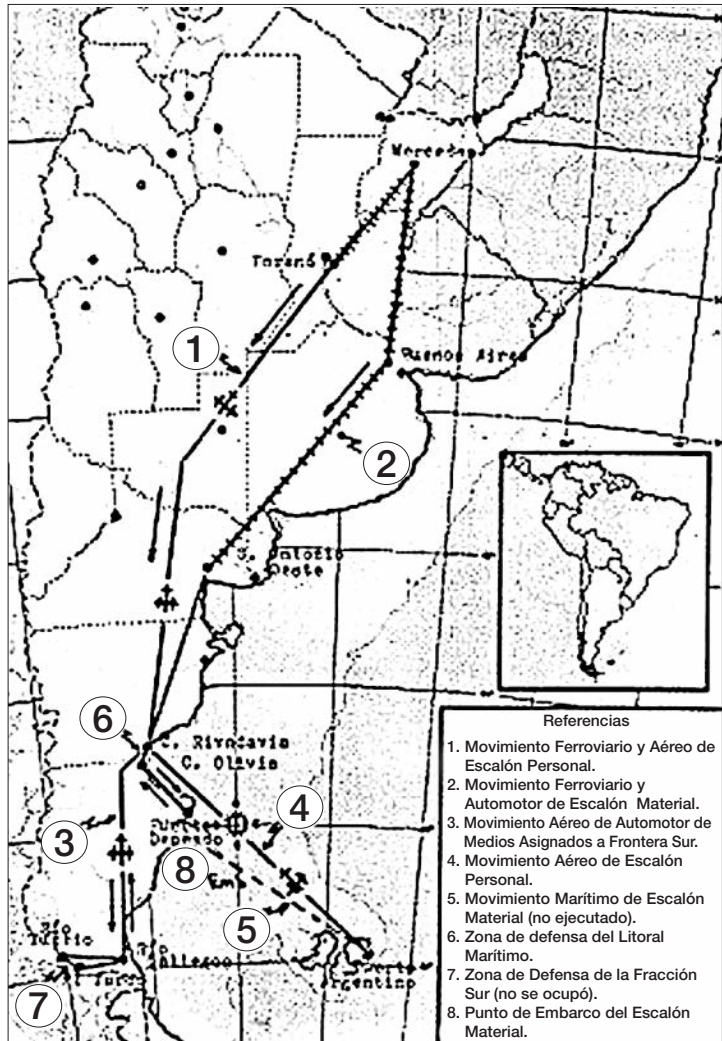 Mercedes
Paraná
1
Buenos Aires
2
S. Antonio
Oeste
6
C. Rivadavia
C. Olivia
4
3
Puerto
Deseado
8
Emb
5
Río
Turbio
Río
Gallegos
Puerto
Argentino
7
Referencias
1. Movimiento Ferroviario y Aéreo de
Escalón Personal.
2. Movimiento Ferroviario y
Automotor de Escalón Material.
3. Movimiento Aéreo de Automotor de
Medios Asignados a Frontera Sur.
4. Movimiento Aéreo de Escalón
Personal.
5. Movimiento Marítimo de Escalón
Material (no ejecutado).
6. Zona de defensa del Litoral
Marítimo.
7. Zona de Defensa de la Fracción
Sur (no se ocupó).
8. Punto de Embarco del Escalón
Material.